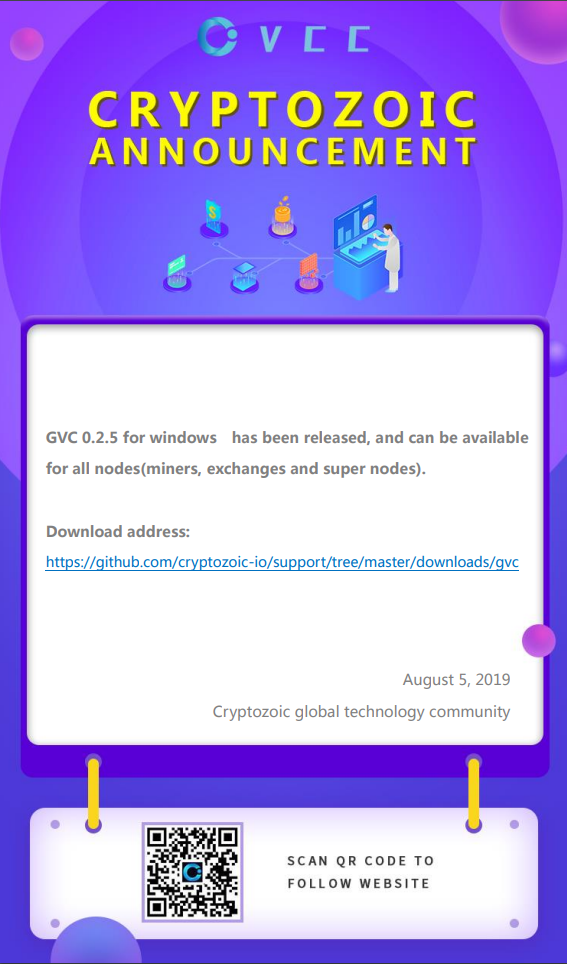 VCC
CRYPTOZOIC
ANNOUNCEMENT
GVC 0.2.5 for windows has been released, and can be available
for all nodes(miners, exchanges and super nodes).
Download address:
https://github.com/cryptozoic-io/support/tree/master/downloads/gvc
August 5, 2019
Cryptozoic global technology community
SCAN QR CODE TO
FOLLOW WEBSITE